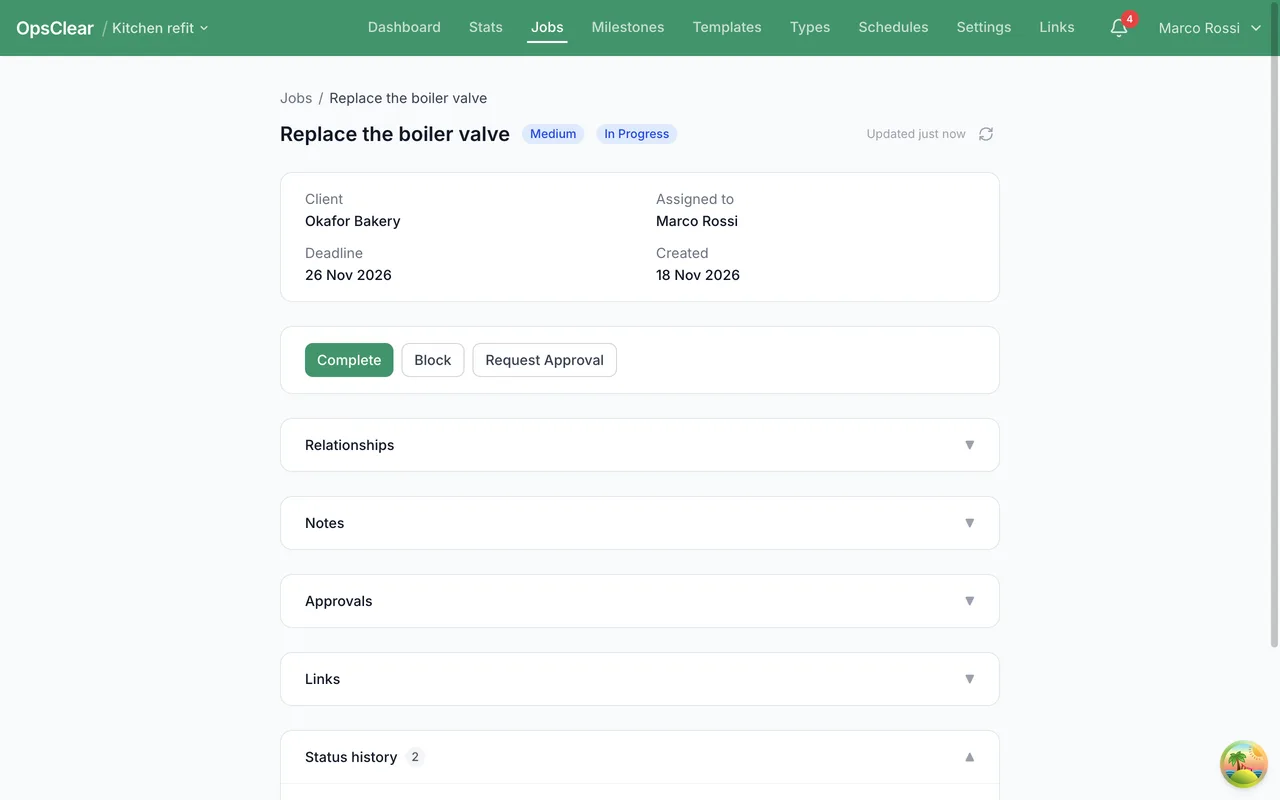 OpsClear / Kitchen refit Dashboard Stats Jobs Milestones Templates Types Schedules Settings Links 4 Marco Rossi
Jobs / Replace the boiler valve
Replace the boiler valve Medium In Progress Updated just now
Client Assigned to
Okafor Bakery Marco Rossi
Deadline Created
26 Nov 2026 18 Nov 2026
Complete Block Request Approval
Relationships
Notes
Approvals
Links
Status history 2